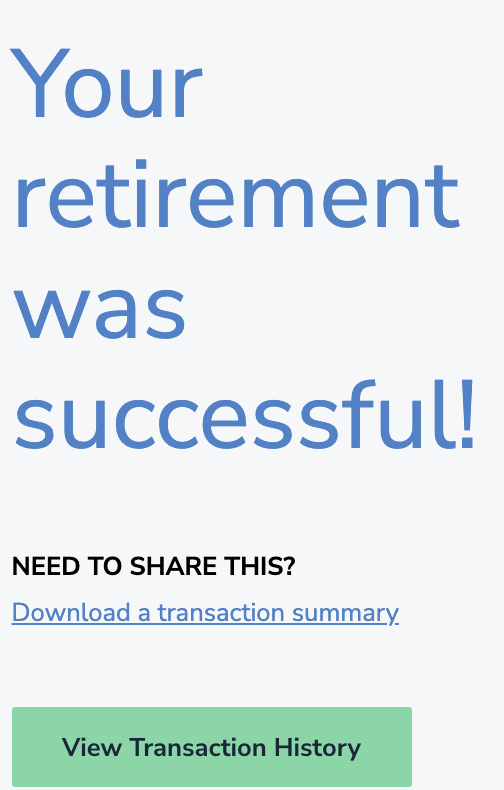 Your
retirement
was
successful!
NEED TO SHARE THIS?
Download a transaction summary
View Transaction History